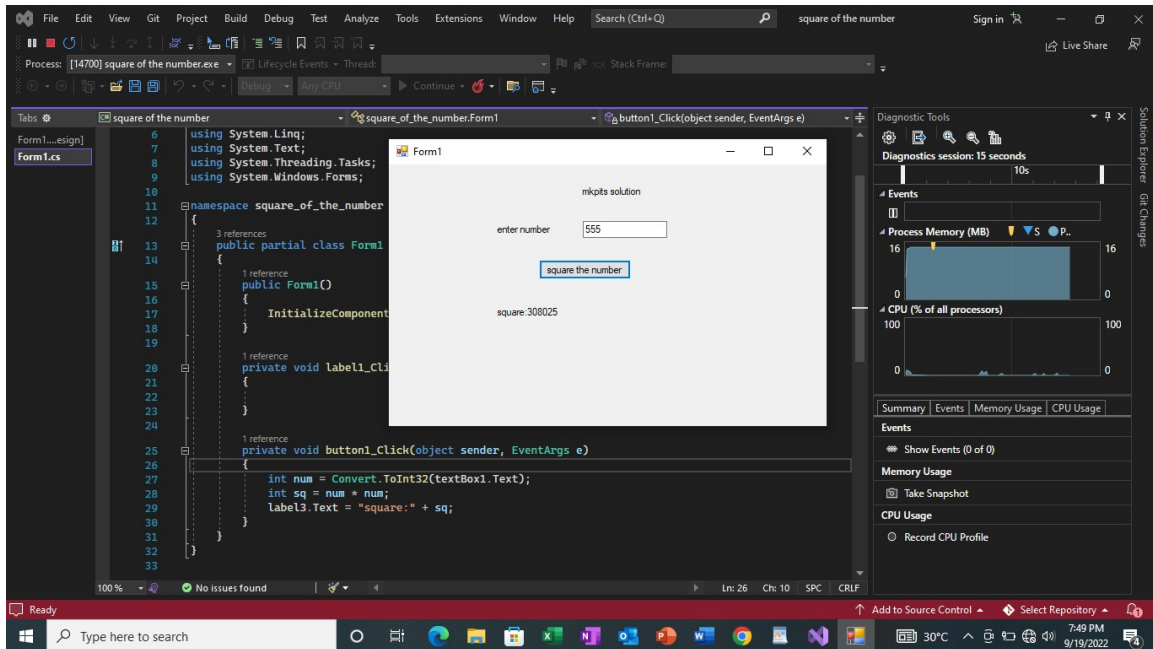 File Edit View Git Project Build Debug Test Analyze Tools Extensions Window Help Search (Ctrl+Q) square of the number Sign in
Live Share
Process: [14700] square of the number.exe Lifecycle Events Thread: Stack Frame:
Debug Any CPU Continue
Tabs square of the number square_of_the_number.Form1 button1_Click(object sender, EventArgs e)
Form1....esign]
Form1.cs
6 using System.Linq;
7 using System.Text;
8 using System.Threading.Tasks;
9 using System.Windows.Forms;
10
11 namespace square_of_the_number
12 {
3 references
13 public partial class Form1
14 {
1 reference
15 public Form1()
16 {
17 InitializeComponent
18 }
19
1 reference
20 private void label1_Cli
21 {
22
23 }
24
1 reference
25 private void button1_Click(object sender, EventArgs e)
26 {
27 int num = Convert.ToInt32(textBox1.Text);
28 int sq = num * num;
29 label3.Text = "square:" + sq;
30 }
31 }
32 }
33
Form1
mkpits solution
enter number 555
square the number
square:308025
Diagnostic Tools
Diagnostics session: 15 seconds
10s
Events
Process Memory (MB) S P..
16 16
0 0
CPU (% of all processors)
100 100
0 0
Summary Events Memory Usage CPU Usage
Events
Show Events (0 of 0)
Memory Usage
Take Snapshot
CPU Usage
Record CPU Profile
Solution Explorer
Git Changes
100 % No issues found Ln: 26 Ch: 10 SPC CRLF
Ready Add to Source Control Select Repository 1
Type here to search 30°C 7:49 PM
9/19/2022 4